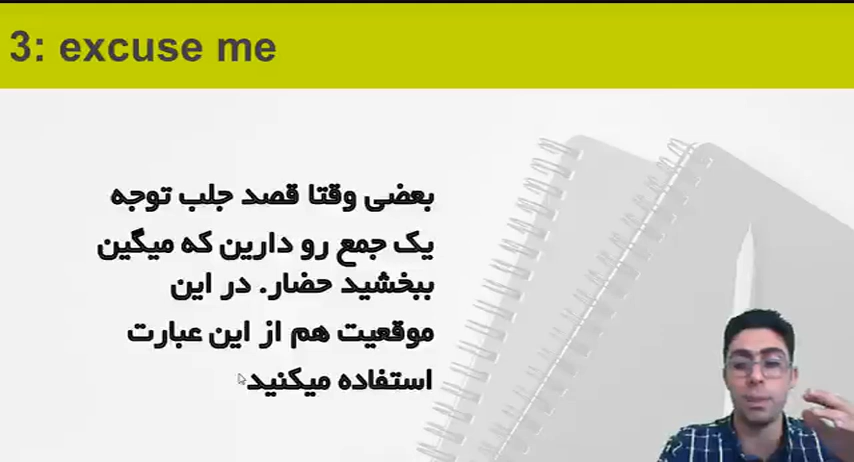 3: excuse me
بعضی وقتا قصد جلب توجه
یک جمع رو دارین که میگین
ببخشید حضار. در این
موقعیت هم از این عبارت
استفاده میکنید